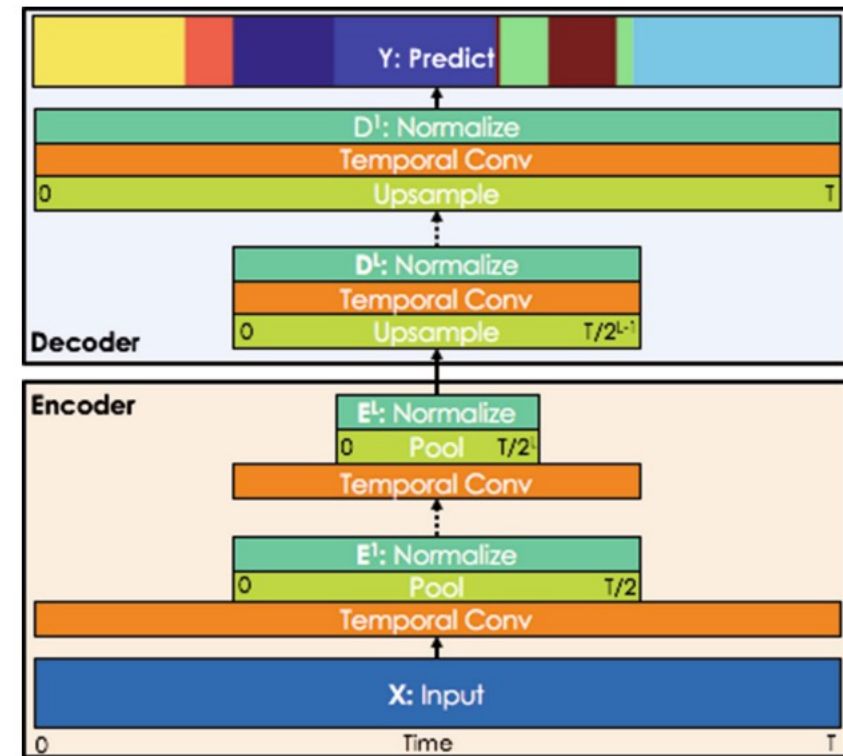 Y: Predict
D¹: Normalize
Temporal Conv
0 Upsample T
Dᴸ: Normalize
Temporal Conv
0 Upsample T/2ᴸ⁻¹
Decoder
Encoder
Eᴸ: Normalize
0 Pool T/2ᴸ
Temporal Conv
E¹: Normalize
0 Pool T/2
Temporal Conv
X: Input
0 Time T